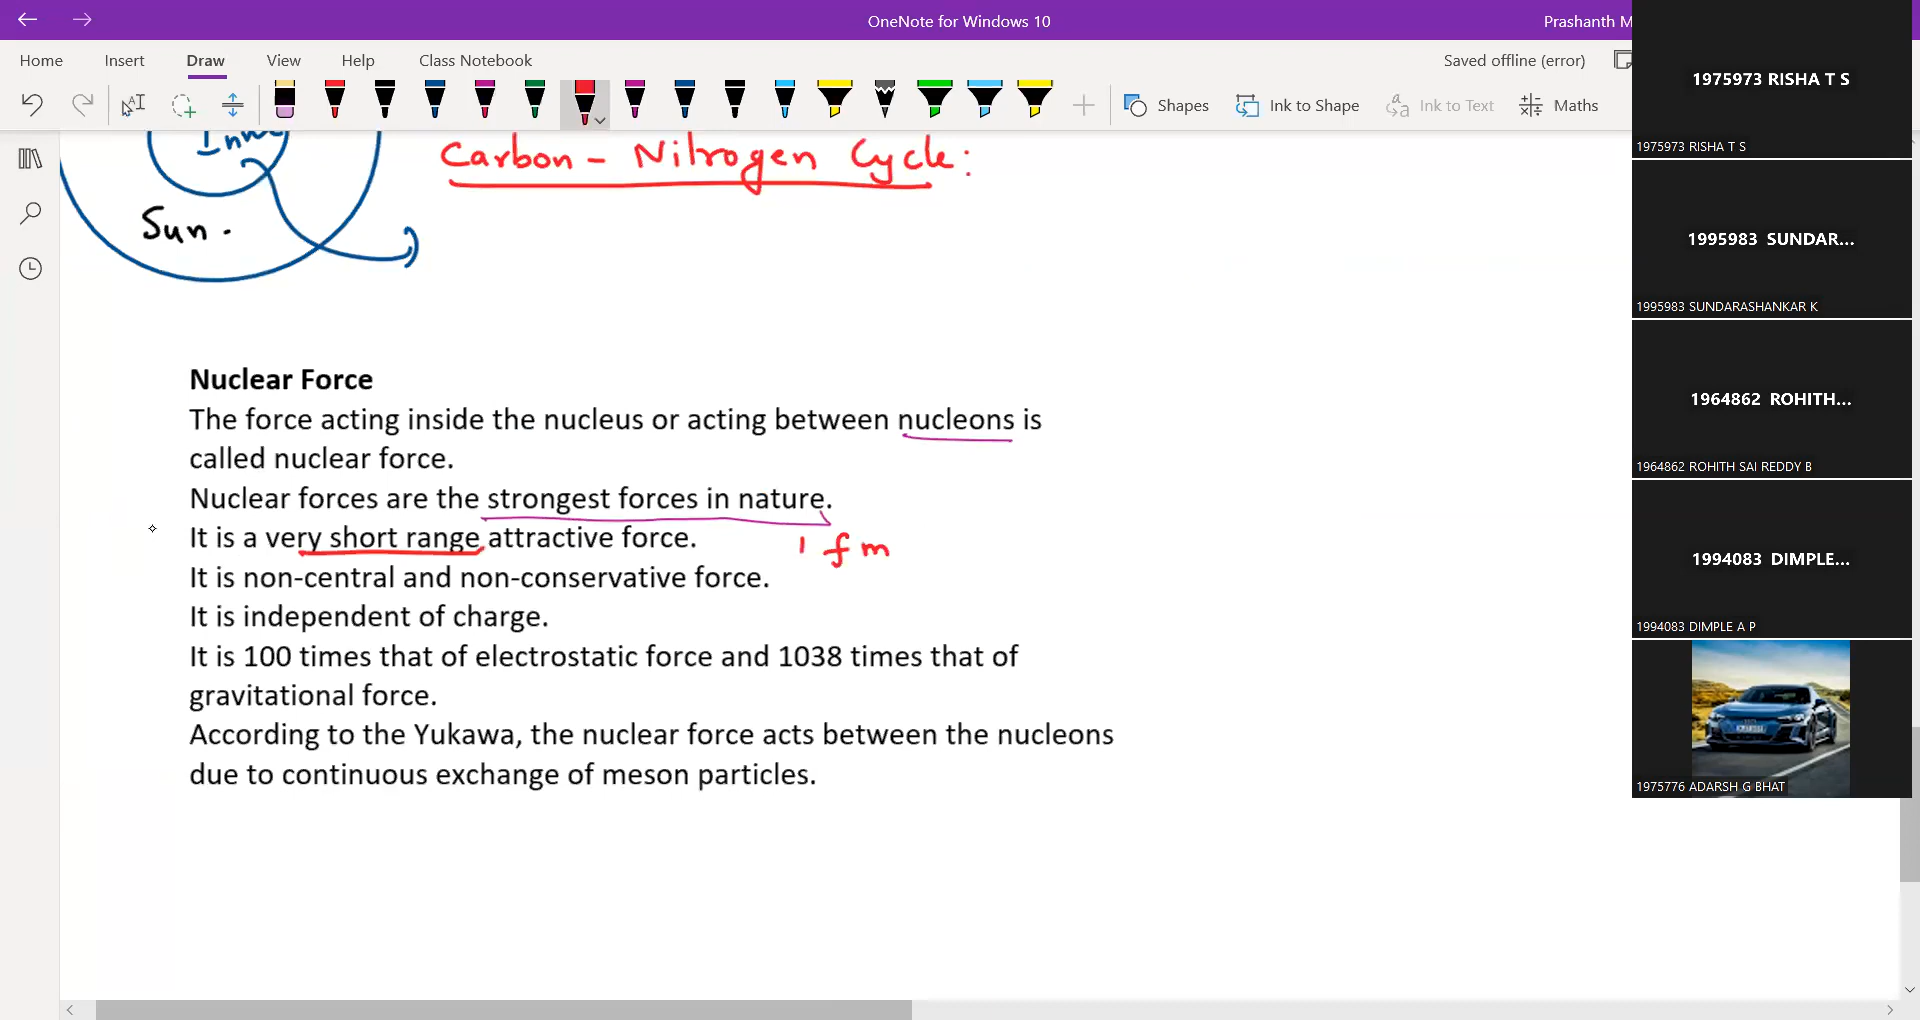 OneNote for Windows 10
Prashanth M
Home Insert Draw View Help Class Notebook
Saved offline (error)
Shapes Ink to Shape Ink to Text Maths
Carbon - Nitrogen Cycle:
Sun.
Nuclear Force
The force acting inside the nucleus or acting between nucleons is
called nuclear force.
Nuclear forces are the strongest forces in nature.
It is a very short range attractive force.
1 fm
It is non-central and non-conservative force.
It is independent of charge.
It is 100 times that of electrostatic force and 1038 times that of
gravitational force.
According to the Yukawa, the nuclear force acts between the nucleons
due to continuous exchange of meson particles.
1975973 RISHA T S
1975973 RISHA T S
1995983 SUNDAR...
1995983 SUNDARASHANKAR K
1964862 ROHITH...
1964862 ROHITH SAI REDDY B
1994083 DIMPLE...
1994083 DIMPLE A P
1975776 ADARSH G BHAT